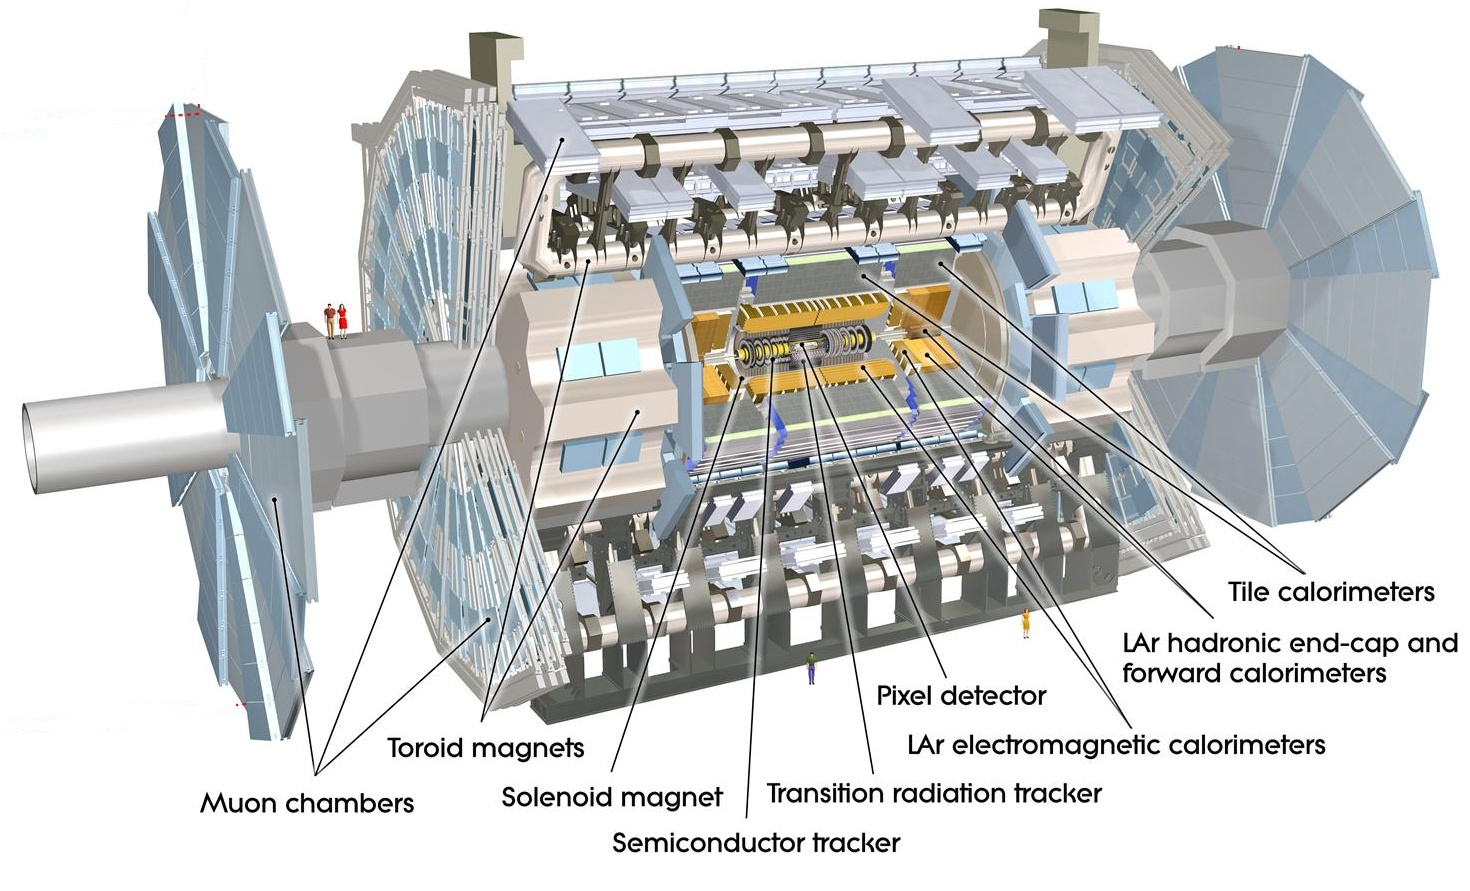 Tile calorimeters
LAr hadronic end-cap and
forward calorimeters
Pixel detector
LAr electromagnetic calorimeters
Toroid magnets
Muon chambers
Solenoid magnet
Transition radiation tracker
Semiconductor tracker